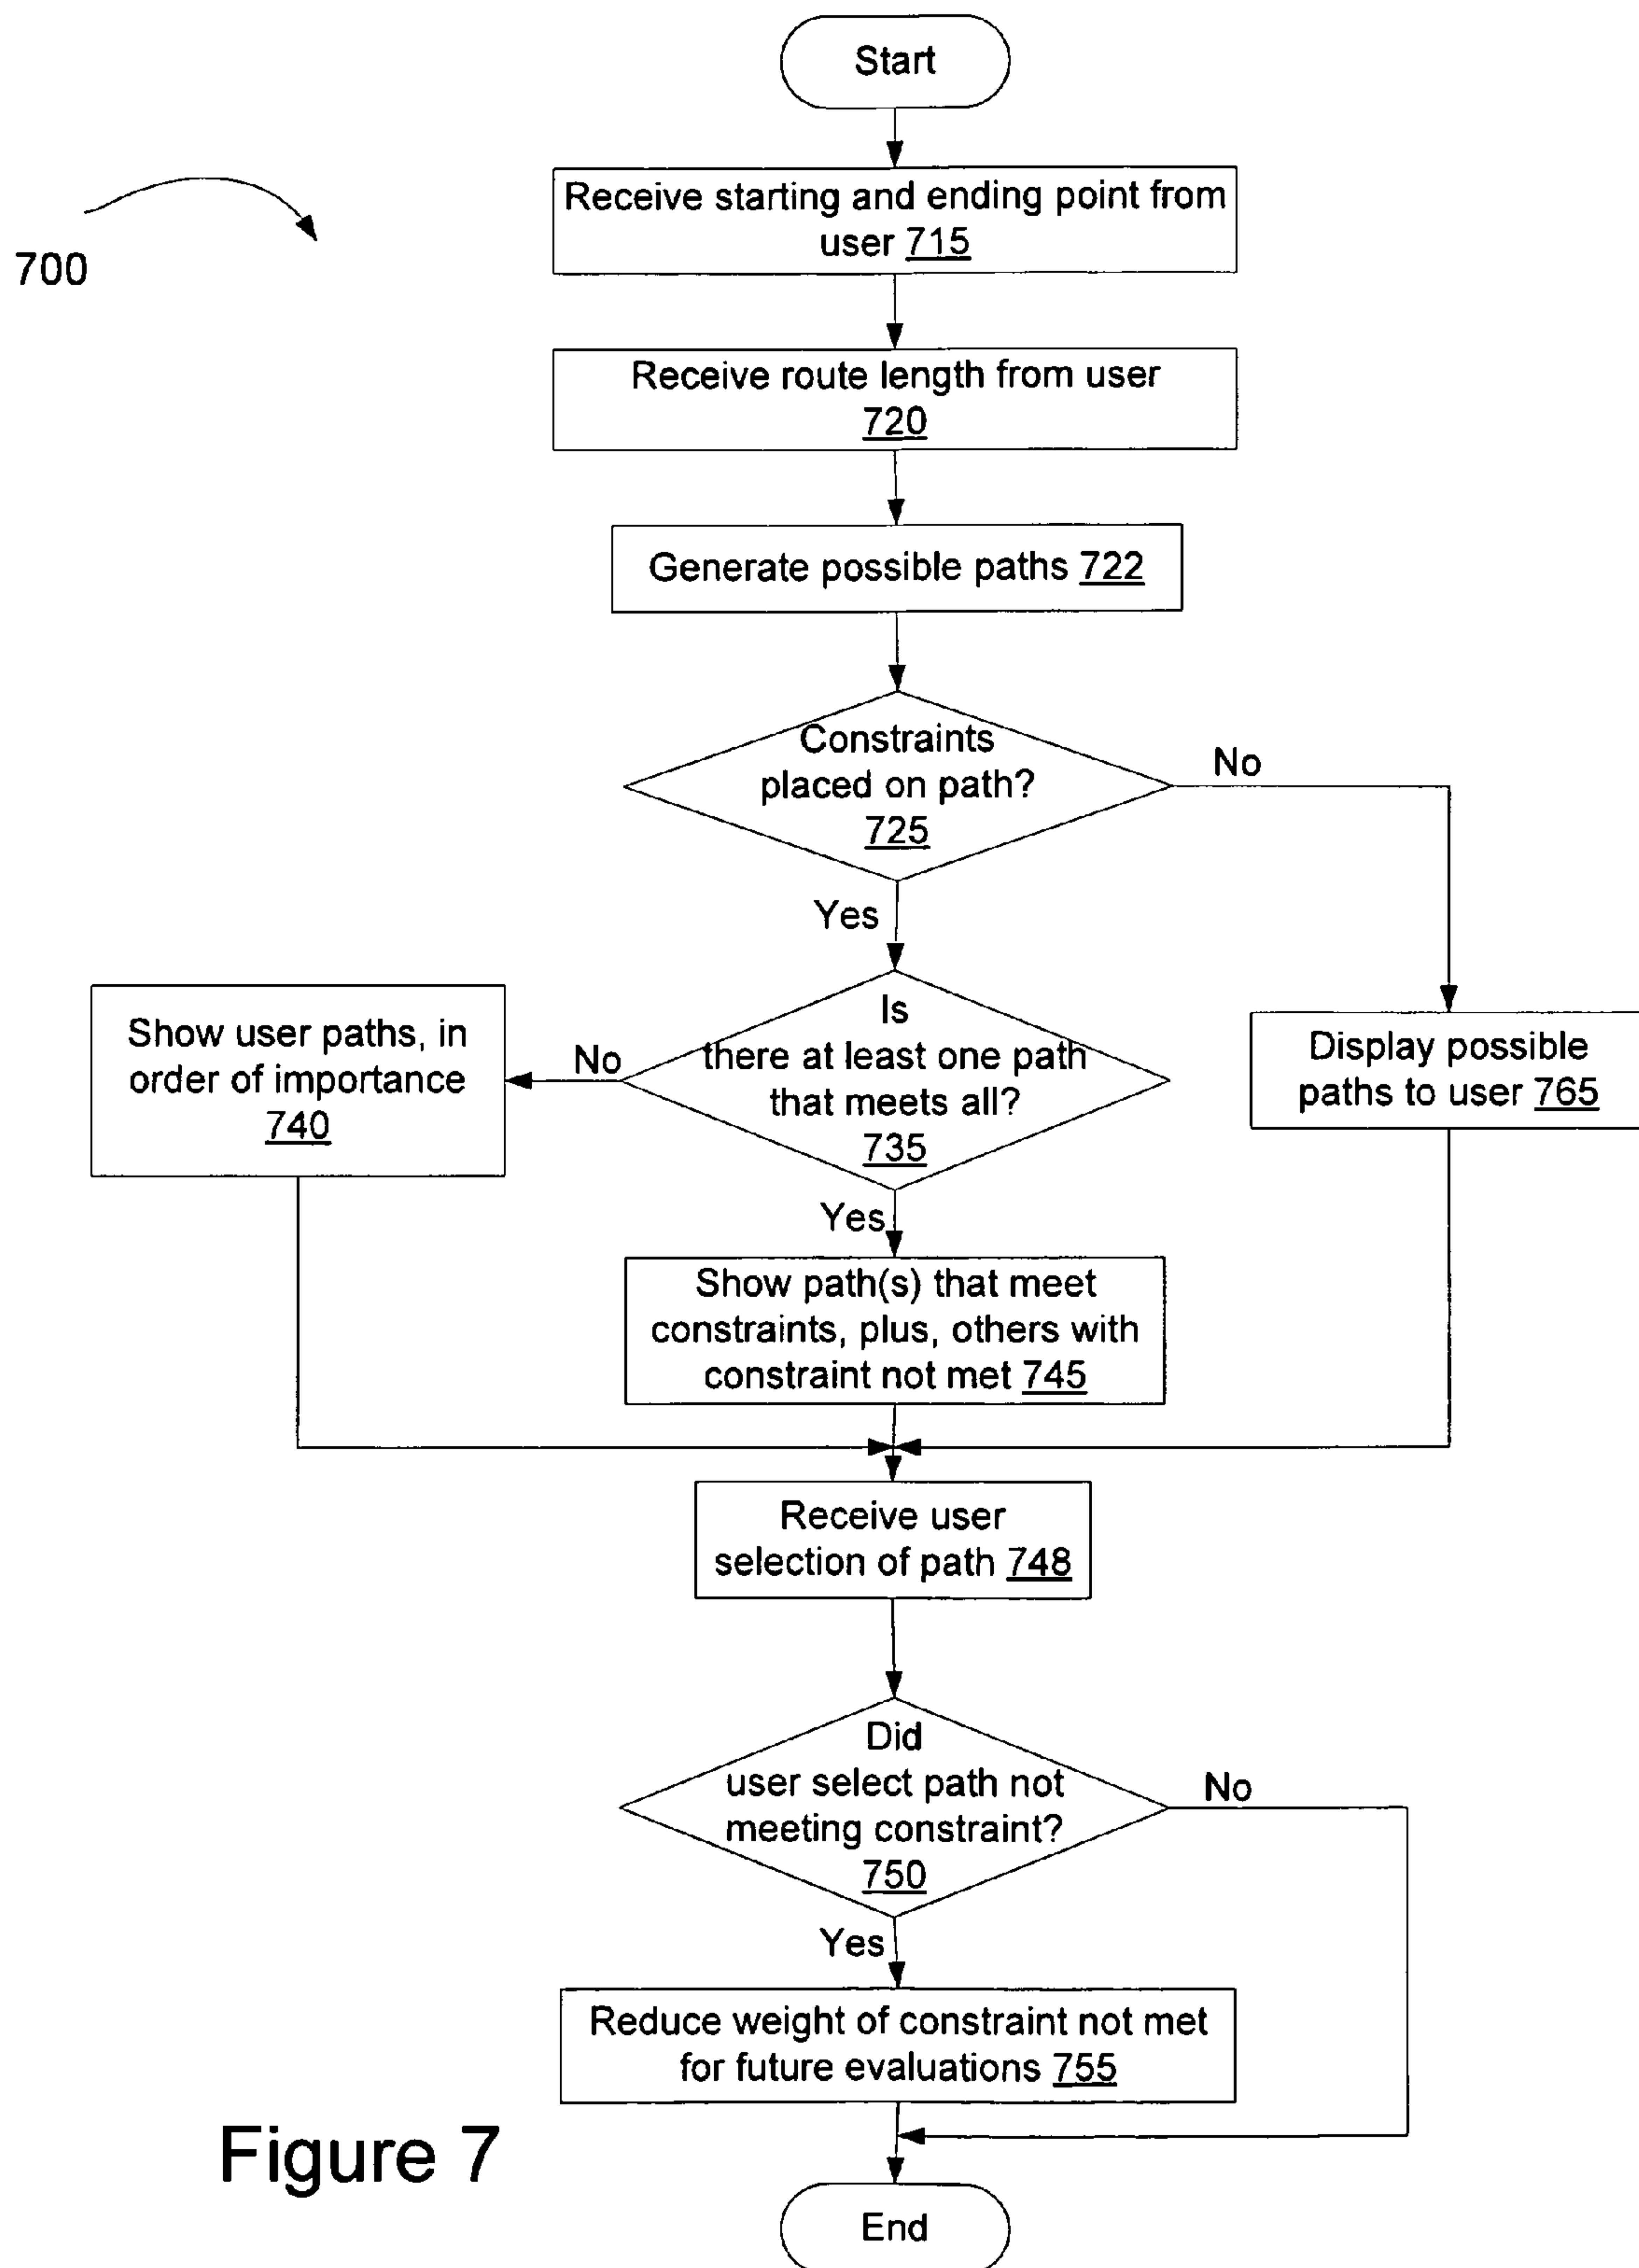 Start
700
Receive starting and ending point from
user 715
Receive route length from user
720
Generate possible paths 722
Constraints
placed on path?
725
No
Yes
Show user paths, in
order of importance
740
No
Is
there at least one path
that meets all?
735
Display possible
paths to user 765
Yes
Show path(s) that meet
constraints, plus, others with
constraint not met 745
Receive user
selection of path 748
Did
user select path not
meeting constraint?
750
No
Yes
Reduce weight of constraint not met
for future evaluations 755
Figure 7
End